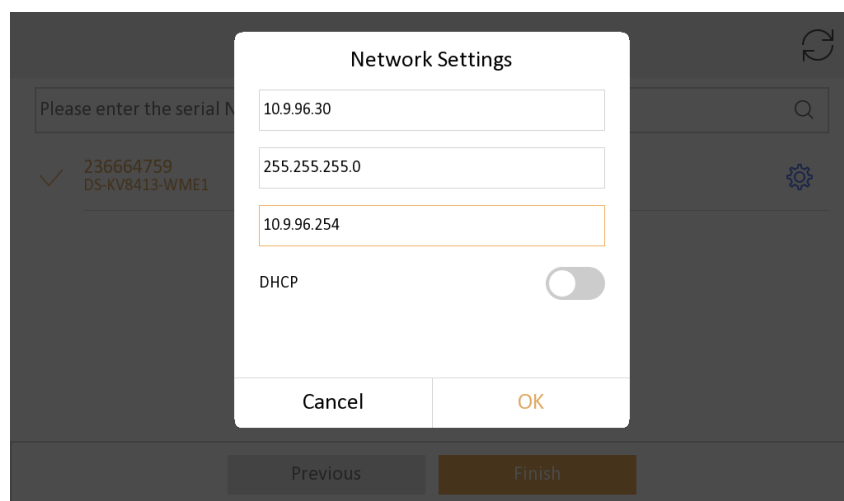 Network Settings
Please enter the serial N
10.9.96.30
236664759
DS-KV8413-WME1
255.255.255.0
10.9.96.254
DHCP
Cancel
OK
Previous
Finish